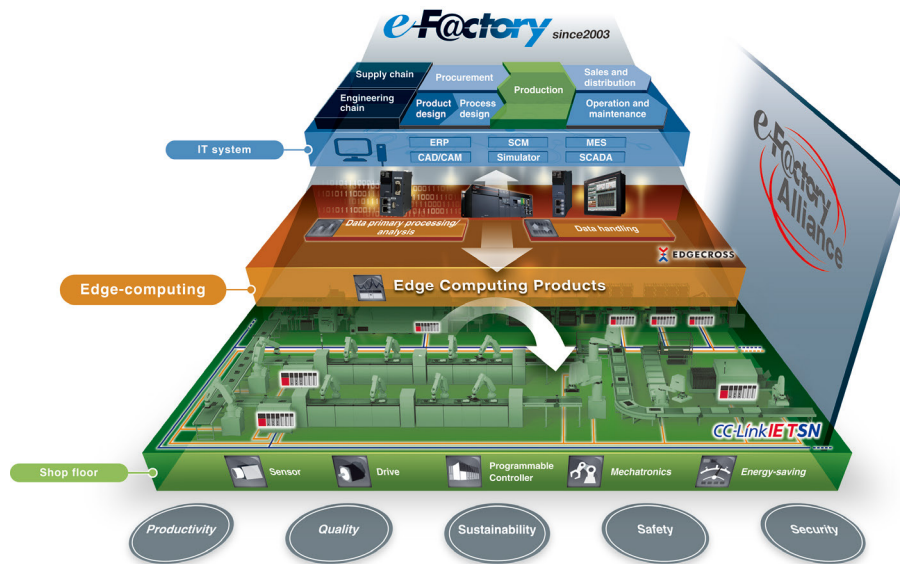 e-F@ctory since2003
Supply chain
Procurement
Production
Sales and
distribution
Engineering
chain
Product
design
Process
design
Operation and
maintenance
IT system
ERP
SCM
MES
CAD/CAM
Simulator
SCADA
Data primary processing/
analysis
Data handling
EDGECROSS
Edge-computing
Edge Computing Products
e-F@ctory
Alliance
CC-Link IE TSN
Shop floor
Sensor
Drive
Programmable
Controller
Mechatronics
Energy-saving
Productivity
Quality
Sustainability
Safety
Security